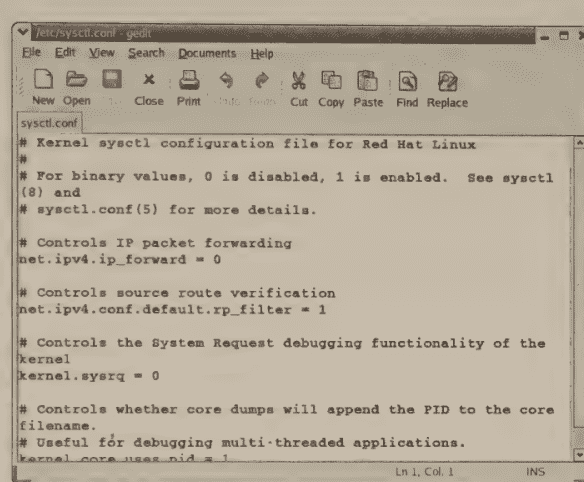 /etc/sysctl.conf - gedit
File Edit View Search Documents Help
New Open Close Print Undo Cut Copy Paste Find Replace
sysctl.conf
# Kernel sysctl configuration file for Red Hat Linux
#
# For binary values, 0 is disabled, 1 is enabled.  See sysctl
(8) and
# sysctl.conf(5) for more details.
# Controls IP packet forwarding
net.ipv4.ip_forward = 0
# Controls source route verification
net.ipv4.conf.default.rp_filter = 1
# Controls the System Request debugging functionality of the
kernel
kernel.sysrq = 0
# Controls whether core dumps will append the PID to the core
filename.
# Useful for debugging multi-threaded applications.
kernel.core_uses_pid = 1
Ln 1, Col. 1 INS